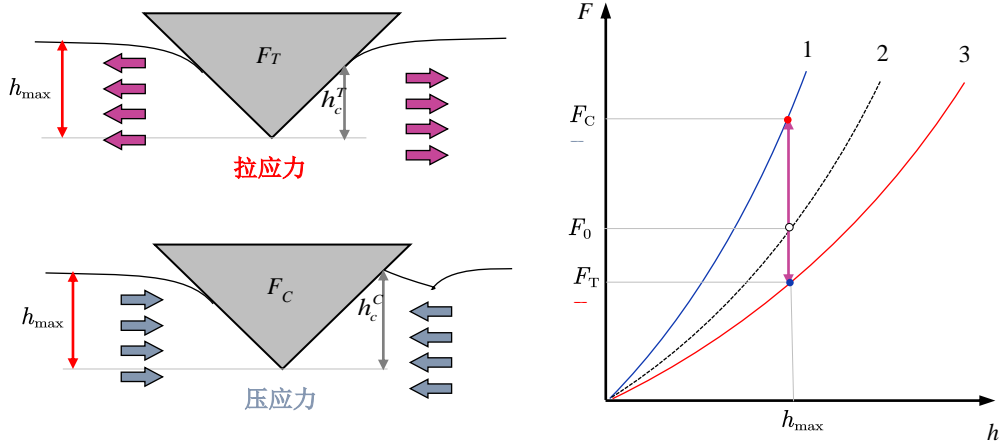 F_T
h_max
h_c^T
拉应力
F_C
h_max
h_c^C
压应力
F
1
2
3
F_C
F_0
F_T
h_max
h